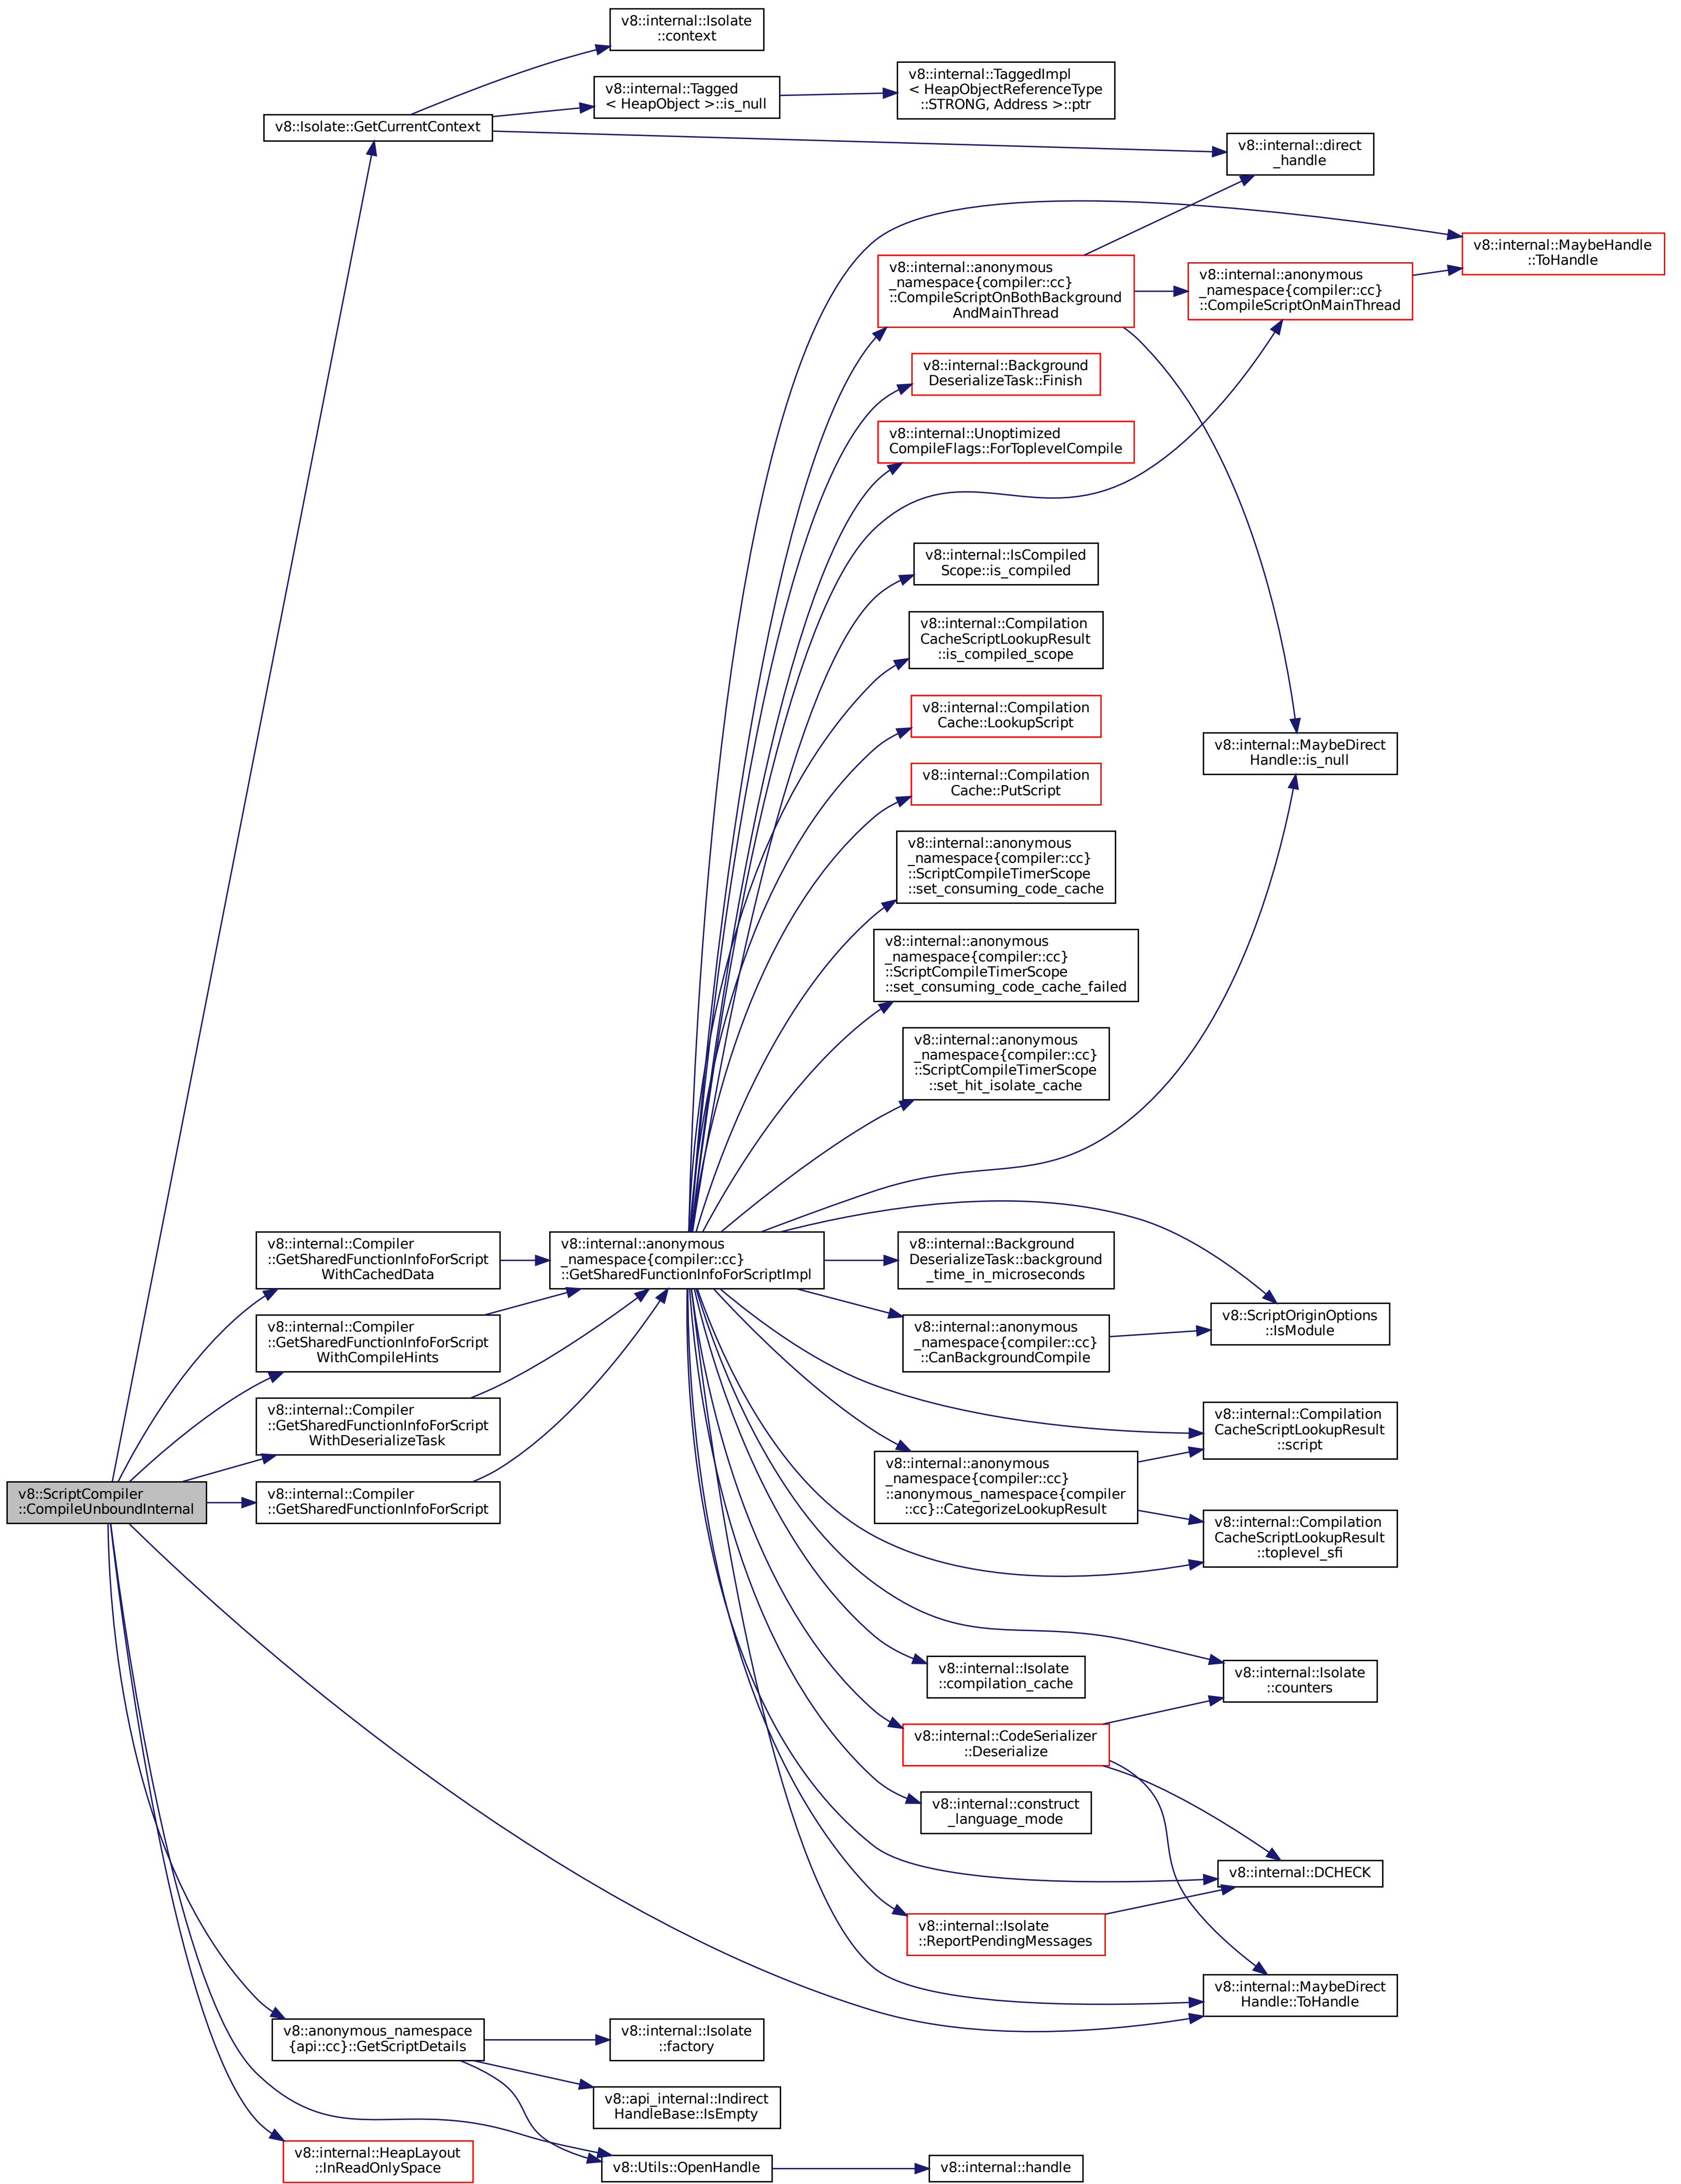 v8::internal::Isolate
::context
v8::internal::Tagged
< HeapObject >::is_null
v8::internal::TaggedImpl
< HeapObjectReferenceType
::STRONG, Address >::ptr
v8::Isolate::GetCurrentContext
v8::internal::direct
_handle
v8::internal::MaybeHandle
::ToHandle
v8::internal::anonymous
_namespace{compiler::cc}
::CompileScriptOnBothBackground
AndMainThread
v8::internal::anonymous
_namespace{compiler::cc}
::CompileScriptOnMainThread
v8::internal::Background
DeserializeTask::Finish
v8::internal::Unoptimized
CompileFlags::ForToplevelCompile
v8::internal::IsCompiled
Scope::is_compiled
v8::internal::Compilation
CacheScriptLookupResult
::is_compiled_scope
v8::internal::Compilation
Cache::LookupScript
v8::internal::MaybeDirect
Handle::is_null
v8::internal::Compilation
Cache::PutScript
v8::internal::anonymous
_namespace{compiler::cc}
::ScriptCompileTimerScope
::set_consuming_code_cache
v8::internal::anonymous
_namespace{compiler::cc}
::ScriptCompileTimerScope
::set_consuming_code_cache_failed
v8::internal::anonymous
_namespace{compiler::cc}
::ScriptCompileTimerScope
::set_hit_isolate_cache
v8::internal::Compiler
::GetSharedFunctionInfoForScript
WithCachedData
v8::internal::anonymous
_namespace{compiler::cc}
::GetSharedFunctionInfoForScriptImpl
v8::internal::Background
DeserializeTask::background
_time_in_microseconds
v8::ScriptOriginOptions
::IsModule
v8::internal::Compiler
::GetSharedFunctionInfoForScript
WithCompileHints
v8::internal::anonymous
_namespace{compiler::cc}
::CanBackgroundCompile
v8::internal::Compiler
::GetSharedFunctionInfoForScript
WithDeserializeTask
v8::internal::Compilation
CacheScriptLookupResult
::script
v8::internal::anonymous
_namespace{compiler::cc}
::anonymous_namespace{compiler
::cc}::CategorizeLookupResult
v8::ScriptCompiler
::CompileUnboundInternal
v8::internal::Compiler
::GetSharedFunctionInfoForScript
v8::internal::Compilation
CacheScriptLookupResult
::toplevel_sfi
v8::internal::Isolate
::compilation_cache
v8::internal::Isolate
::counters
v8::internal::CodeSerializer
::Deserialize
v8::internal::construct
_language_mode
v8::internal::DCHECK
v8::internal::Isolate
::ReportPendingMessages
v8::internal::MaybeDirect
Handle::ToHandle
v8::anonymous_namespace
{api::cc}::GetScriptDetails
v8::internal::Isolate
::factory
v8::api_internal::Indirect
HandleBase::IsEmpty
v8::internal::HeapLayout
::InReadOnlySpace
v8::Utils::OpenHandle
v8::internal::handle